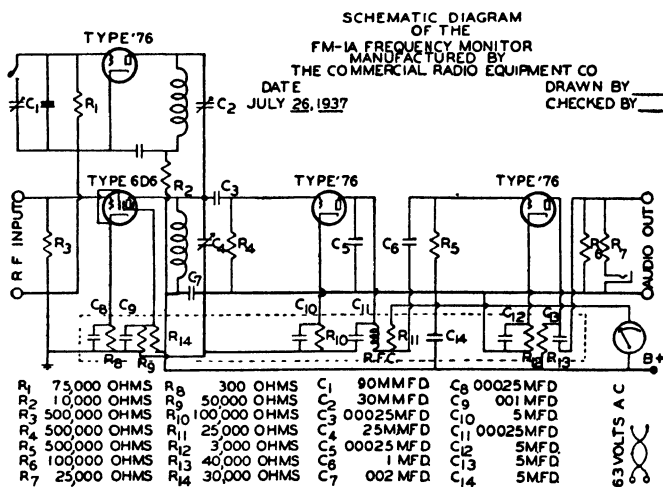 SCHEMATIC DIAGRAM
OF THE
FM-1A FREQUENCY MONITOR
MANUFACTURED BY
THE COMMERCIAL RADIO EQUIPMENT CO
DATE DRAWN BY
JULY 26, 1937 CHECKED BY
TYPE '76
C1 R1 C2
TYPE 6D6 R2 C3 TYPE '76 TYPE '76
RF INPUT R3 C4 R4 C5 C6 R5 R6 R7 AUDIO OUT
C7
C8 C9 R14 C10 R10 C11 R11 C14 C12 C13
R8 R9 R.F.C. R12 R13 B+
R1 75,000 OHMS R8 300 OHMS C1 90MMFD. C8 00025MFD
R2 10,000 OHMS R9 50,000 OHMS C2 30MMFD. C9 001 MFD
R3 500,000 OHMS R10 100,000 OHMS C3 00025MFD C10 5MFD.
R4 500,000 OHMS R11 25,000 OHMS C4 25MMFD. C11 00025MFD
R5 500,000 OHMS R12 3,000 OHMS C5 00025MFD C12 5MFD.
R6 100,000 OHMS R13 40,000 OHMS C6 1 MFD. C13 5MFD.
R7 25,000 OHMS R14 30,000 OHMS C7 002 MFD. C14 5MFD.
6.3 VOLTS A C